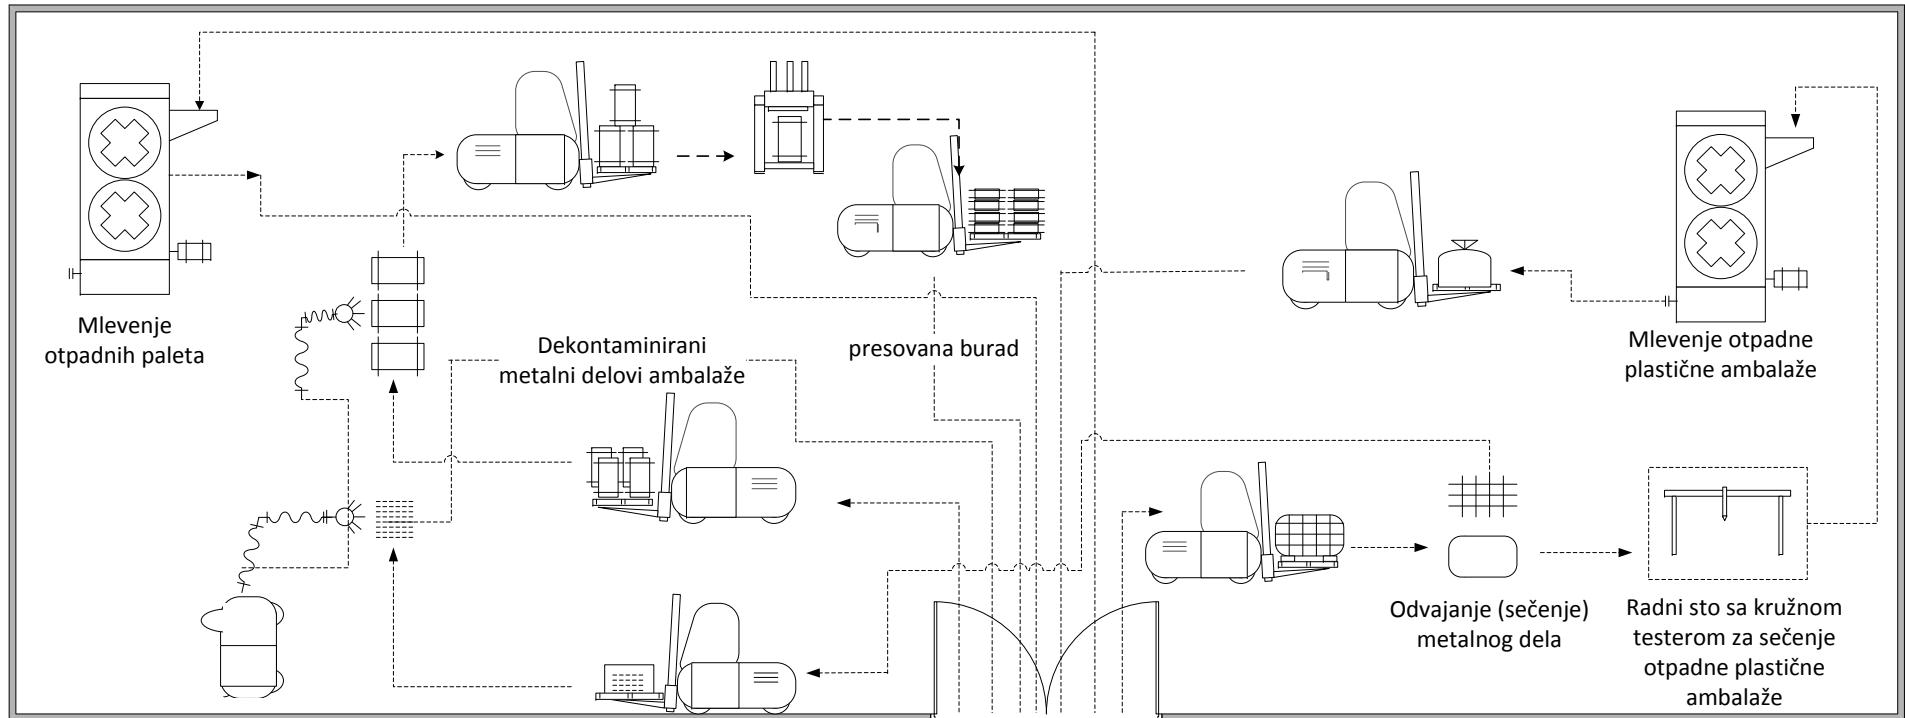 Mlevenje
otpadnih paleta
Dekontaminirani
metalni delovi ambalaže
presovana burad
Mlevenje otpadne
plastične ambalaže
Odvajanje (sečenje)
metalnog dela
Radni sto sa kružnom
testerom za sečenje
otpadne plastične
ambalaže